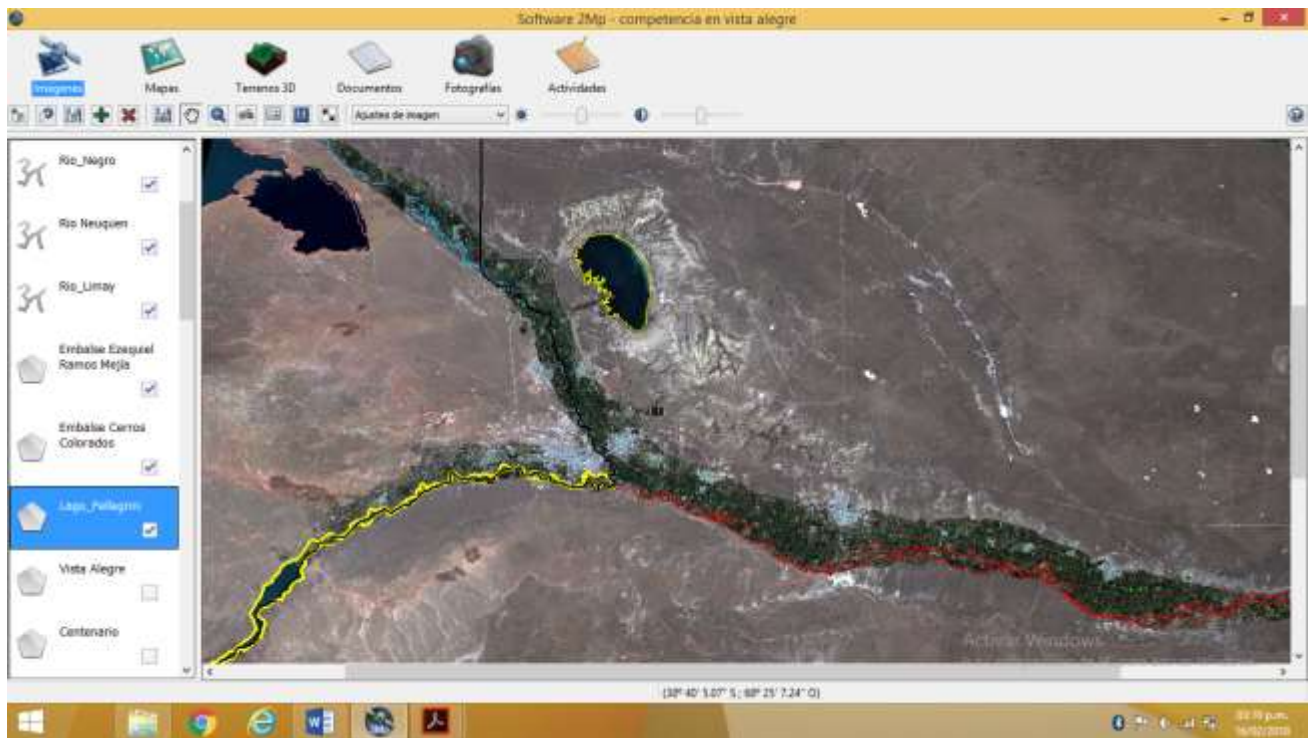 Software 2Mp - competencia en vista alegre
Imagenes
Mapas
Terrenos 3D
Documentos
Fotografías
Actividades
Ajustes de imagen
Rio_Negro
Rio Neuquen
Rio_Limay
Embalse Ezequiel
Ramos Mejía
Embalse Cerros
Colorados
Lago_Pellegrini
Vista Alegre
Centenario
Activar Windows